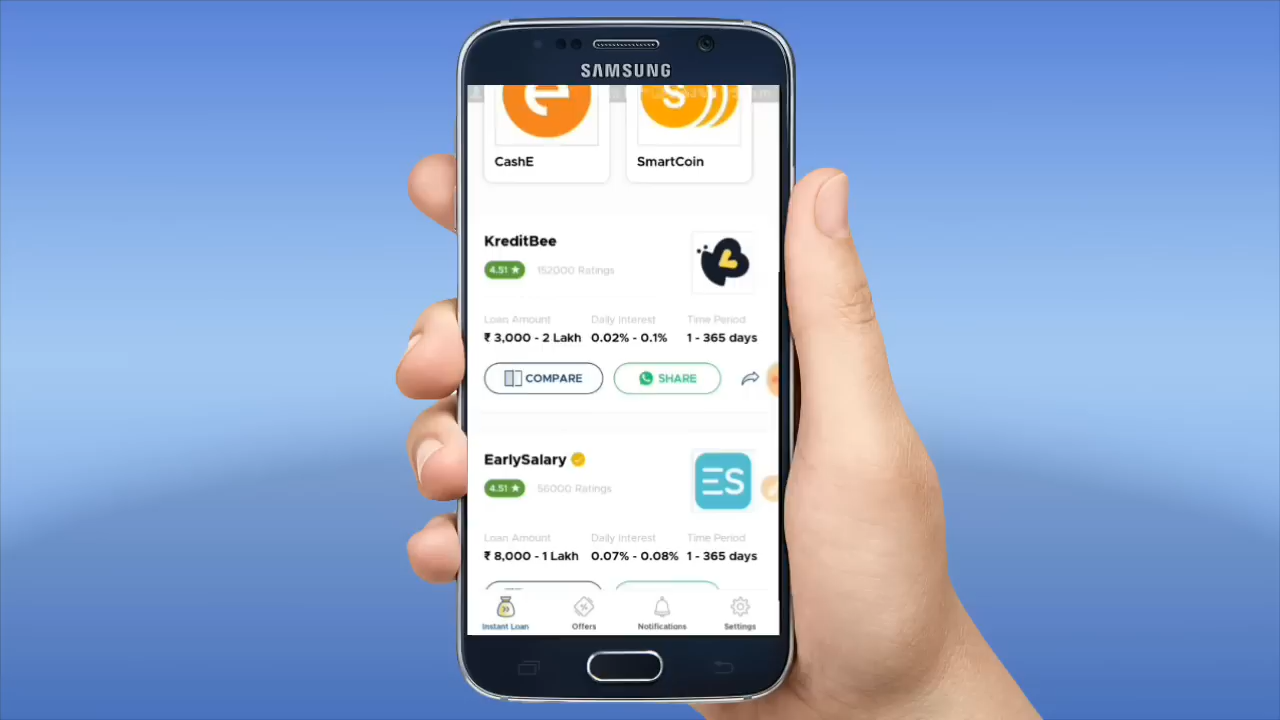 SAMSUNG
CashE
SmartCoin
KreditBee
4.51 ★ 152000 Ratings
Loan Amount Daily Interest Time Period
₹ 3,000 - 2 Lakh 0.02% - 0.1% 1 - 365 days
COMPARE SHARE
EarlySalary
ES
4.51 ★ 56000 Ratings
Loan Amount Daily Interest Time Period
₹ 8,000 - 1 Lakh 0.07% - 0.08% 1 - 365 days
Instant Loan Offers Notifications Settings